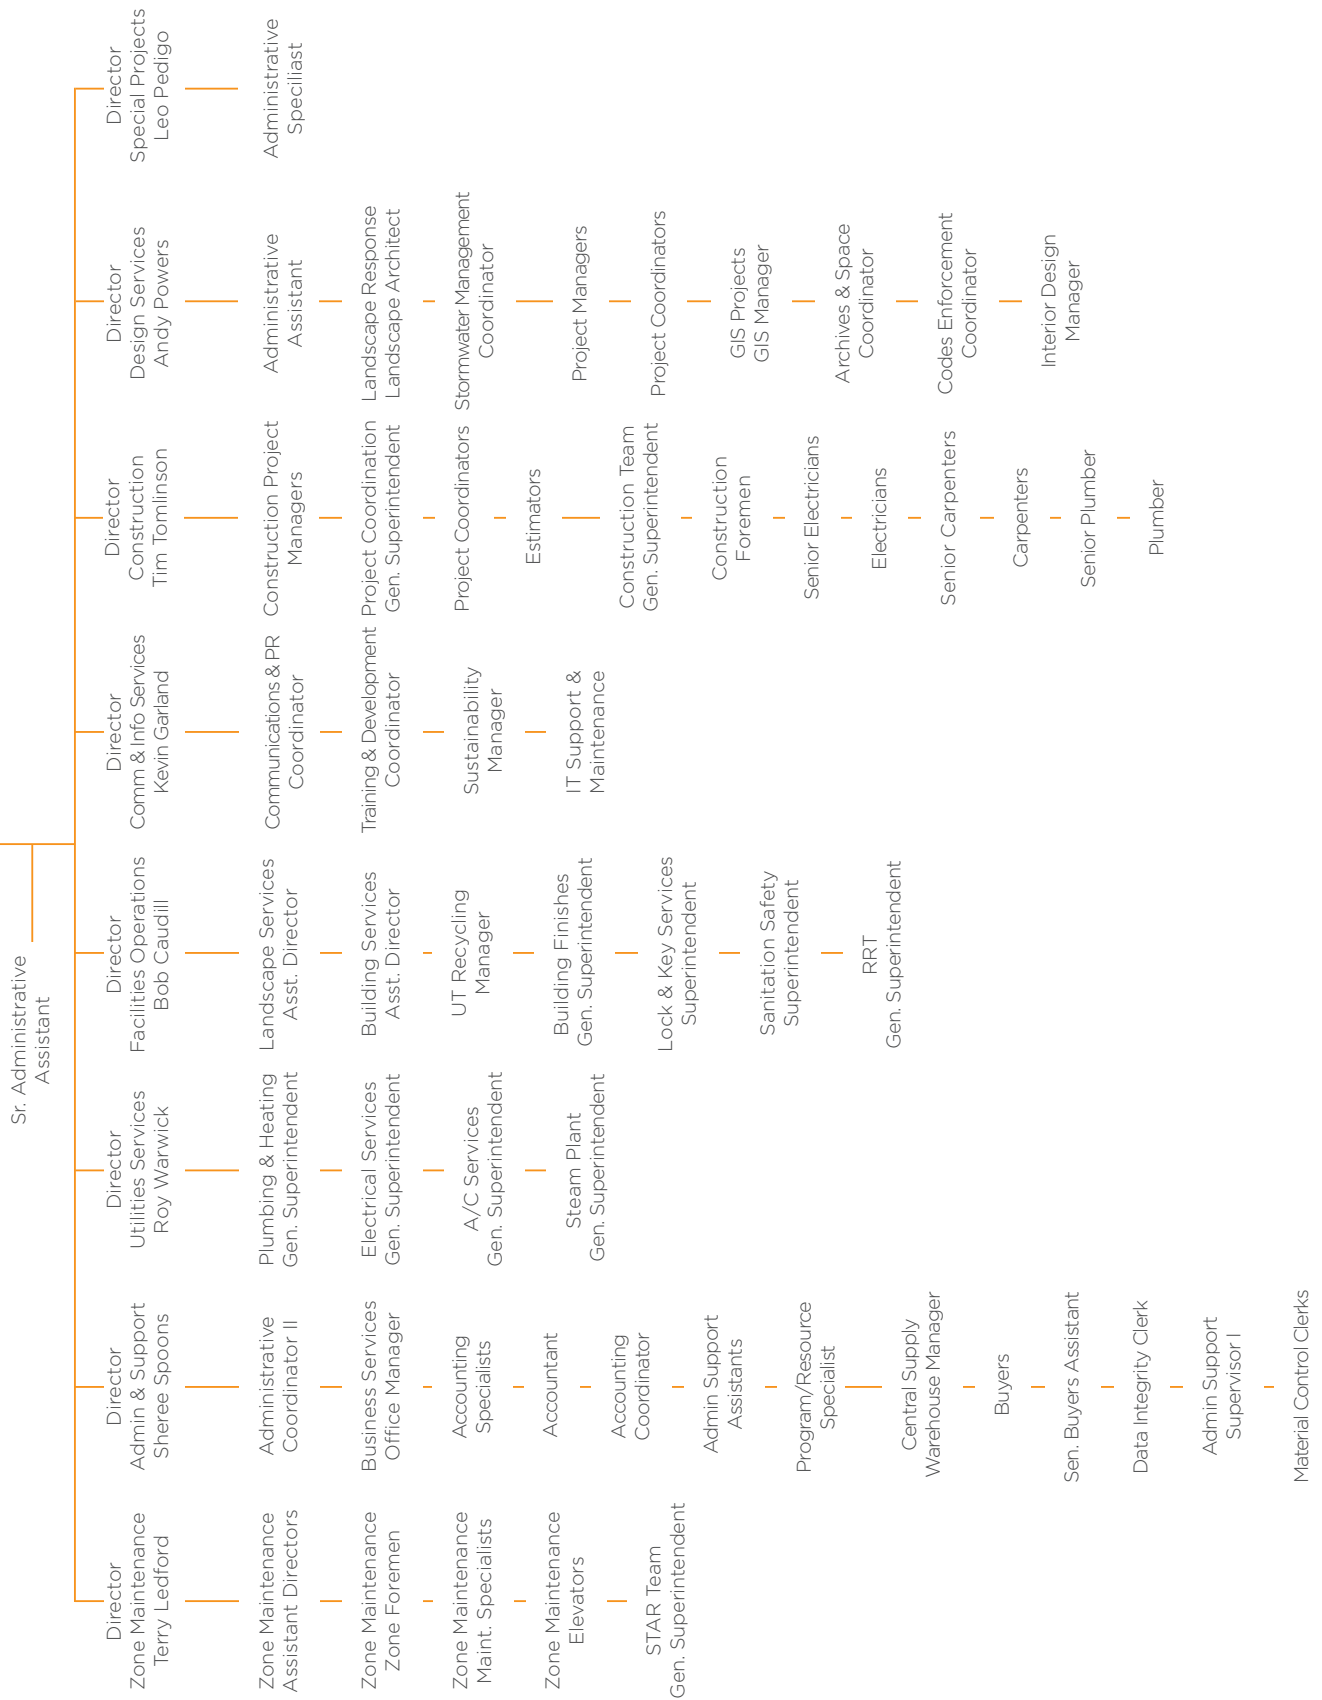 Sr. Administrative
Assistant
Director
Zone Maintenance
Terry Ledford
Zone Maintenance
Assistant Directors
Zone Maintenance
Zone Foremen
Zone Maintenance
Maint. Specialists
Zone Maintenance
Elevators
STAR Team
Gen. Superintendent
Director
Admin & Support
Sheree Spoons
Administrative
Coordinator II
Business Services
Office Manager
Accounting
Specialists
Accountant
Accounting
Coordinator
Admin Support
Assistants
Program/Resource
Specialist
Central Supply
Warehouse Manager
Buyers
Sen. Buyers Assistant
Data Integrity Clerk
Admin Support
Supervisor I
Material Control Clerks
Director
Utilities Services
Roy Warwick
Plumbing & Heating
Gen. Superintendent
Electrical Services
Gen. Superintendent
A/C Services
Gen. Superintendent
Steam Plant
Gen. Superintendent
Director
Facilities Operations
Bob Caudill
Landscape Services
Asst. Director
Building Services
Asst. Director
UT Recycling
Manager
Building Finishes
Gen. Superintendent
Lock & Key Services
Superintendent
Sanitation Safety
Superintendent
RRT
Gen. Superintendent
Director
Comm & Info Services
Kevin Garland
Communications & PR
Coordinator
Training & Development
Coordinator
Sustainability
Manager
IT Support &
Maintenance
Director
Construction
Tim Tomlinson
Construction Project
Managers
Project Coordination
Gen. Superintendent
Project Coordinators
Estimators
Construction Team
Gen. Superintendent
Construction
Foremen
Senior Electricians
Electricians
Senior Carpenters
Carpenters
Senior Plumber
Plumber
Director
Design Services
Andy Powers
Administrative
Assistant
Landscape Response
Landscape Architect
Stormwater Management
Coordinator
Project Managers
Project Coordinators
GIS Projects
GIS Manager
Archives & Space
Coordinator
Codes Enforcement
Coordinator
Interior Design
Manager
Director
Special Projects
Leo Pedigo
Administrative
Speciliast